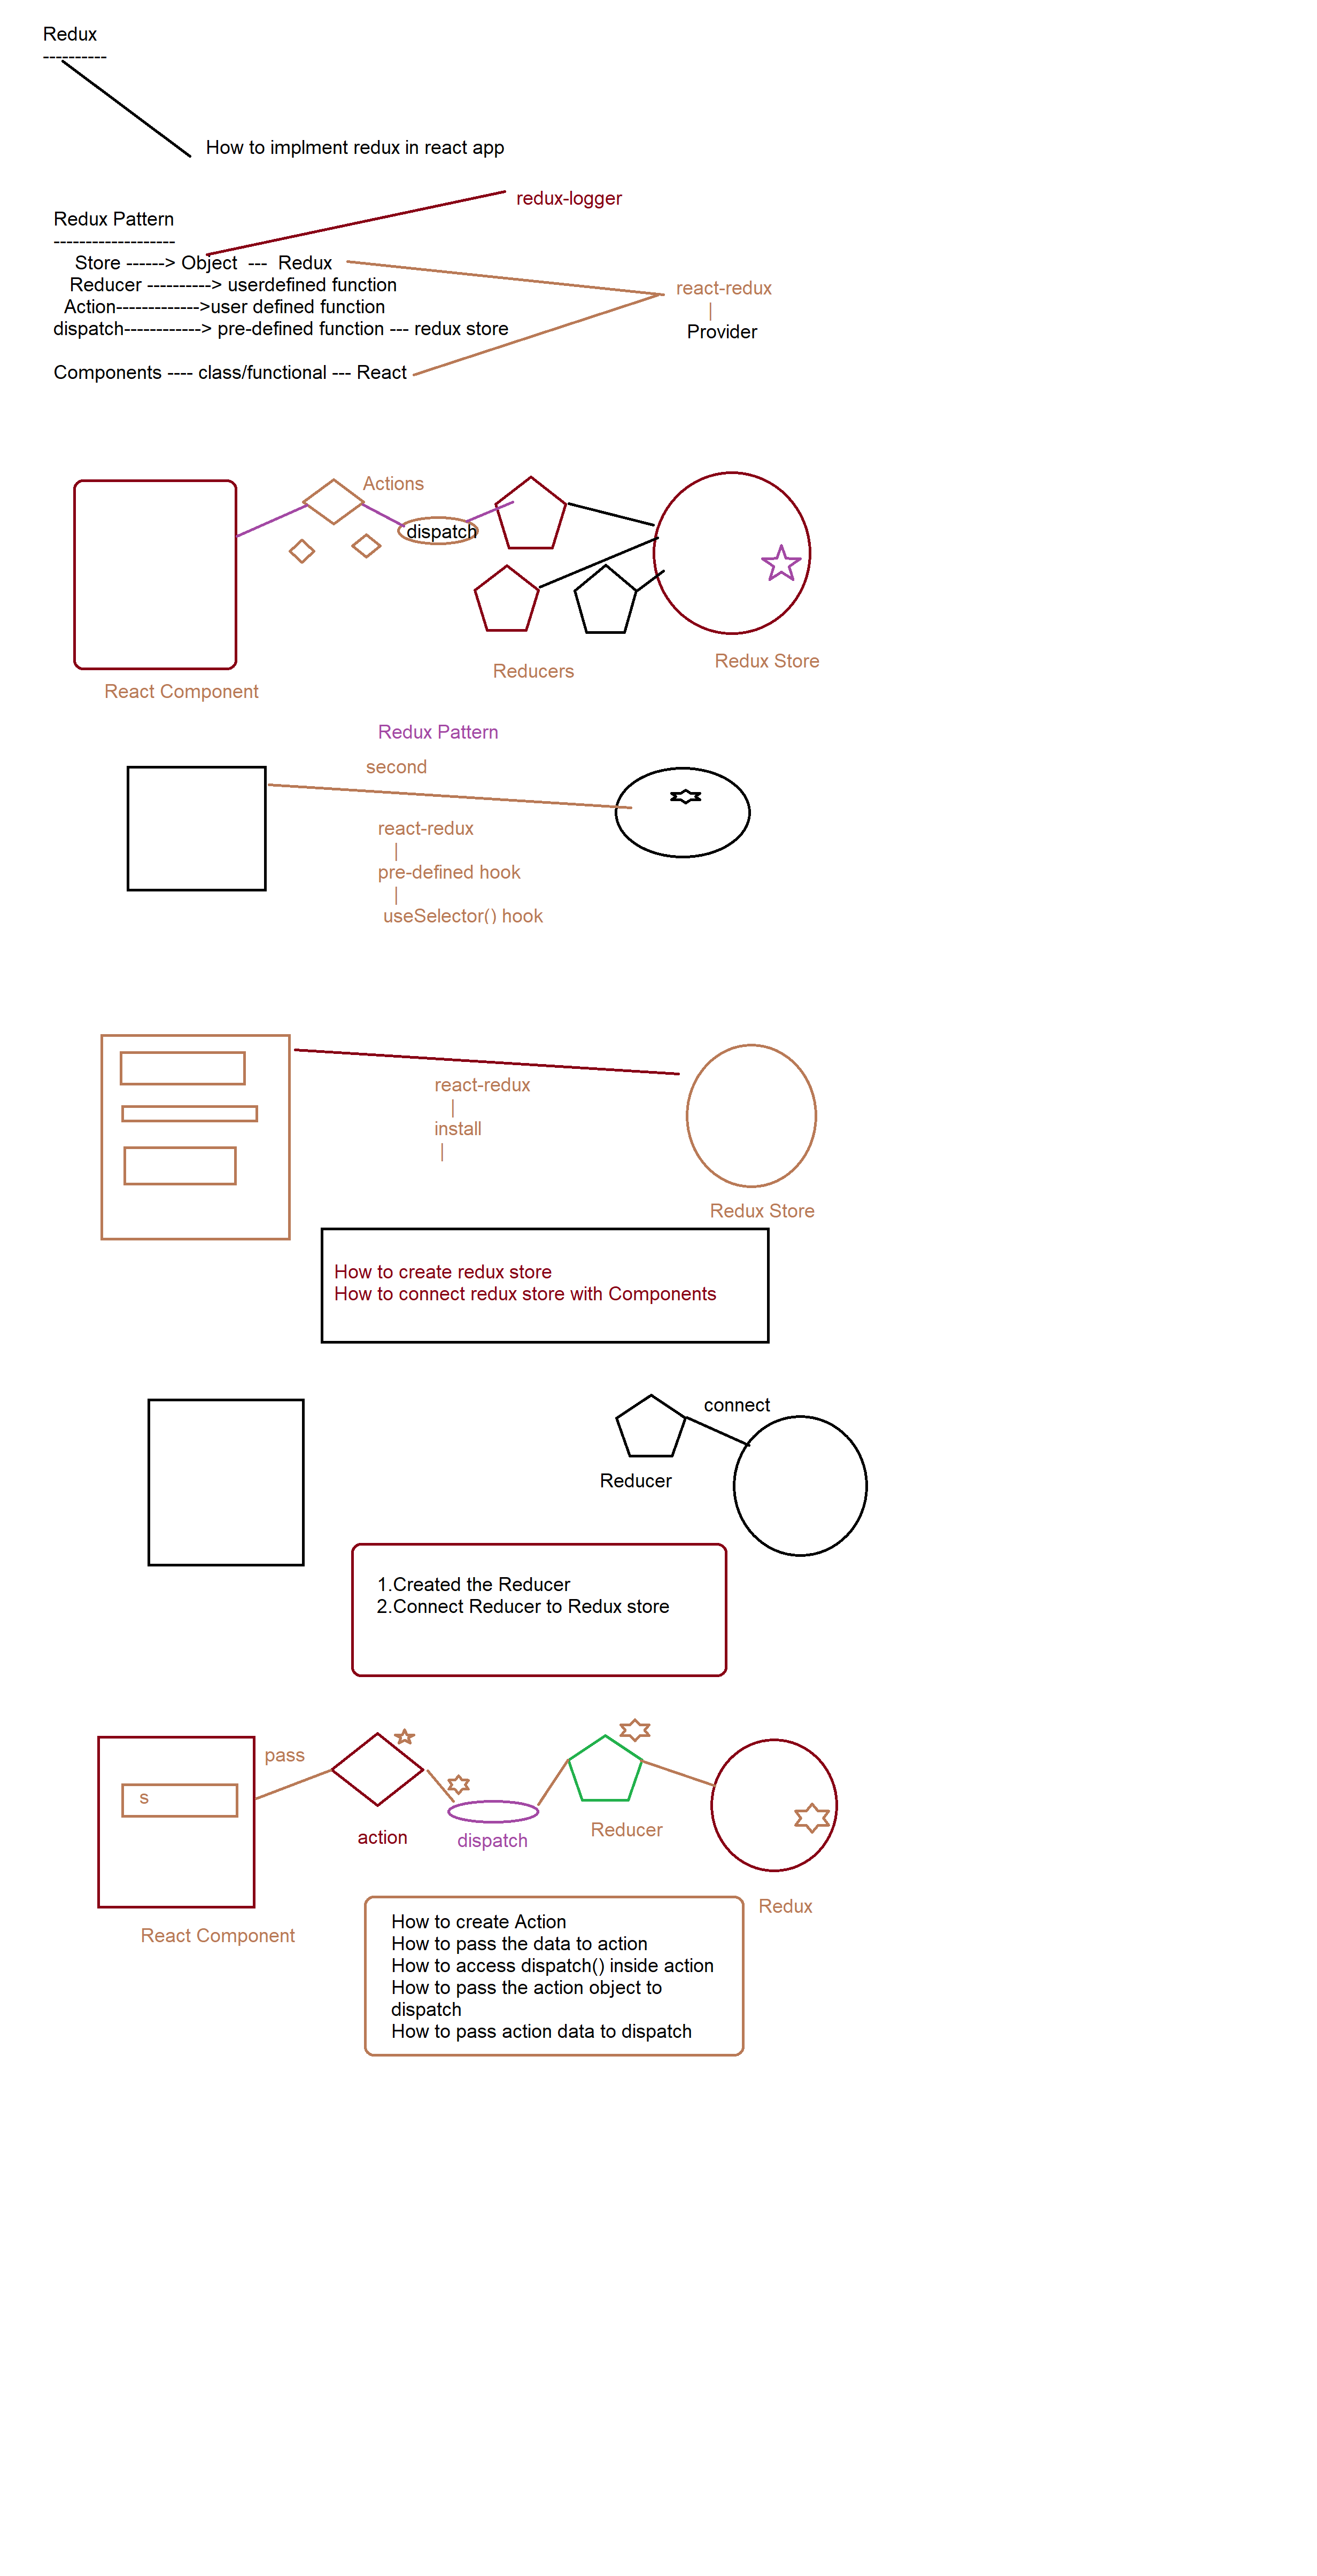 Redux
----------
How to implment redux in react app
redux-logger
Redux Pattern
-------------------
Store ------> Object  ---  Redux
Reducer ----------> userdefined function
Action------------->user defined function
dispatch------------> pre-defined function --- redux store
Components ---- class/functional --- React
react-redux
|
Provider
Actions
dispatch
Reducers
Redux Store
React Component
Redux Pattern
second
react-redux
|
pre-defined hook
|
useSelector() hook
react-redux
|
install
|
Redux Store
How to create redux store
How to connect redux store with Components
connect
Reducer
1.Created the Reducer
2.Connect Reducer to Redux store
pass
s
action
dispatch
Reducer
Redux
React Component
How to create Action
How to pass the data to action
How to access dispatch() inside action
How to pass the action object to
dispatch
How to pass action data to dispatch